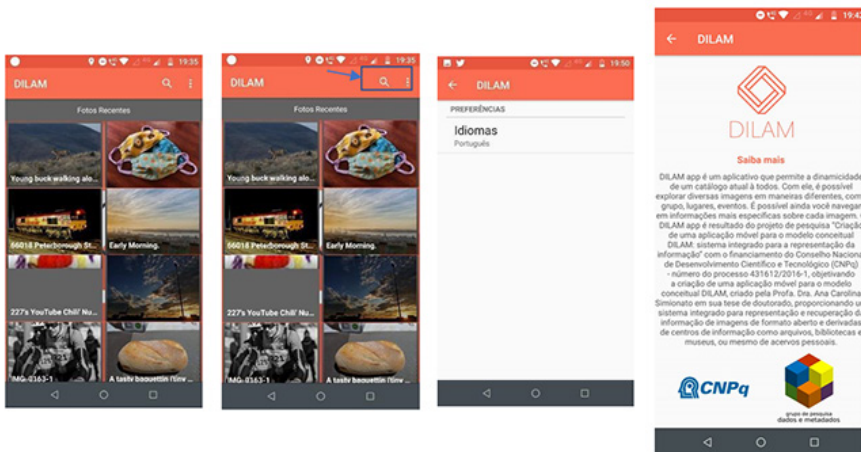 19:35
DILAM
Fotos Recentes
Young buck walking alo...
66018 Peterborough St...
Early Morning.
227's YouTube Chili' Nu...
IMG-0363-1
A tasty baguettin (tiny ...
19:35
DILAM
Fotos Recentes
Young buck walking alo...
66018 Peterborough St...
Early Morning.
227's YouTube Chili' Nu...
IMG-0363-1
A tasty baguettin (tiny ...
19:50
DILAM
PREFERÊNCIAS
Idiomas
Português
19:42
DILAM
DILAM
Saiba mais
DILAM app é um aplicativo que permite a dinamicidade
de um catálogo atual à todos. Com ele, é possível
explorar diversas imagens em maneiras diferentes, com
grupo, lugares, eventos. É possível ainda você navegar
em informações mais específicas sobre cada imagem.
DILAM app é resultado do projeto de pesquisa "Criação
de uma aplicação móvel para o modelo conceitual
DILAM: sistema integrado para a representação da
informação" com o financiamento do Conselho Naciona
de Desenvolvimento Científico e Tecnológico (CNPq)
- número do processo 431612/2016-1, objetivando
a criação de uma aplicação móvel para o modelo
conceitual DILAM, criado pela Profa. Dra. Ana Carolina
Simionato em sua tese de doutorado, proporcionando u
sistema integrado para representação e recuperação da
informação de imagens de formato aberto e derivadas
de centros de informação como arquivos, bibliotecas e
museus, ou mesmo de acervos pessoais.
CNPq
grupo de pesquisa
dados e metadados